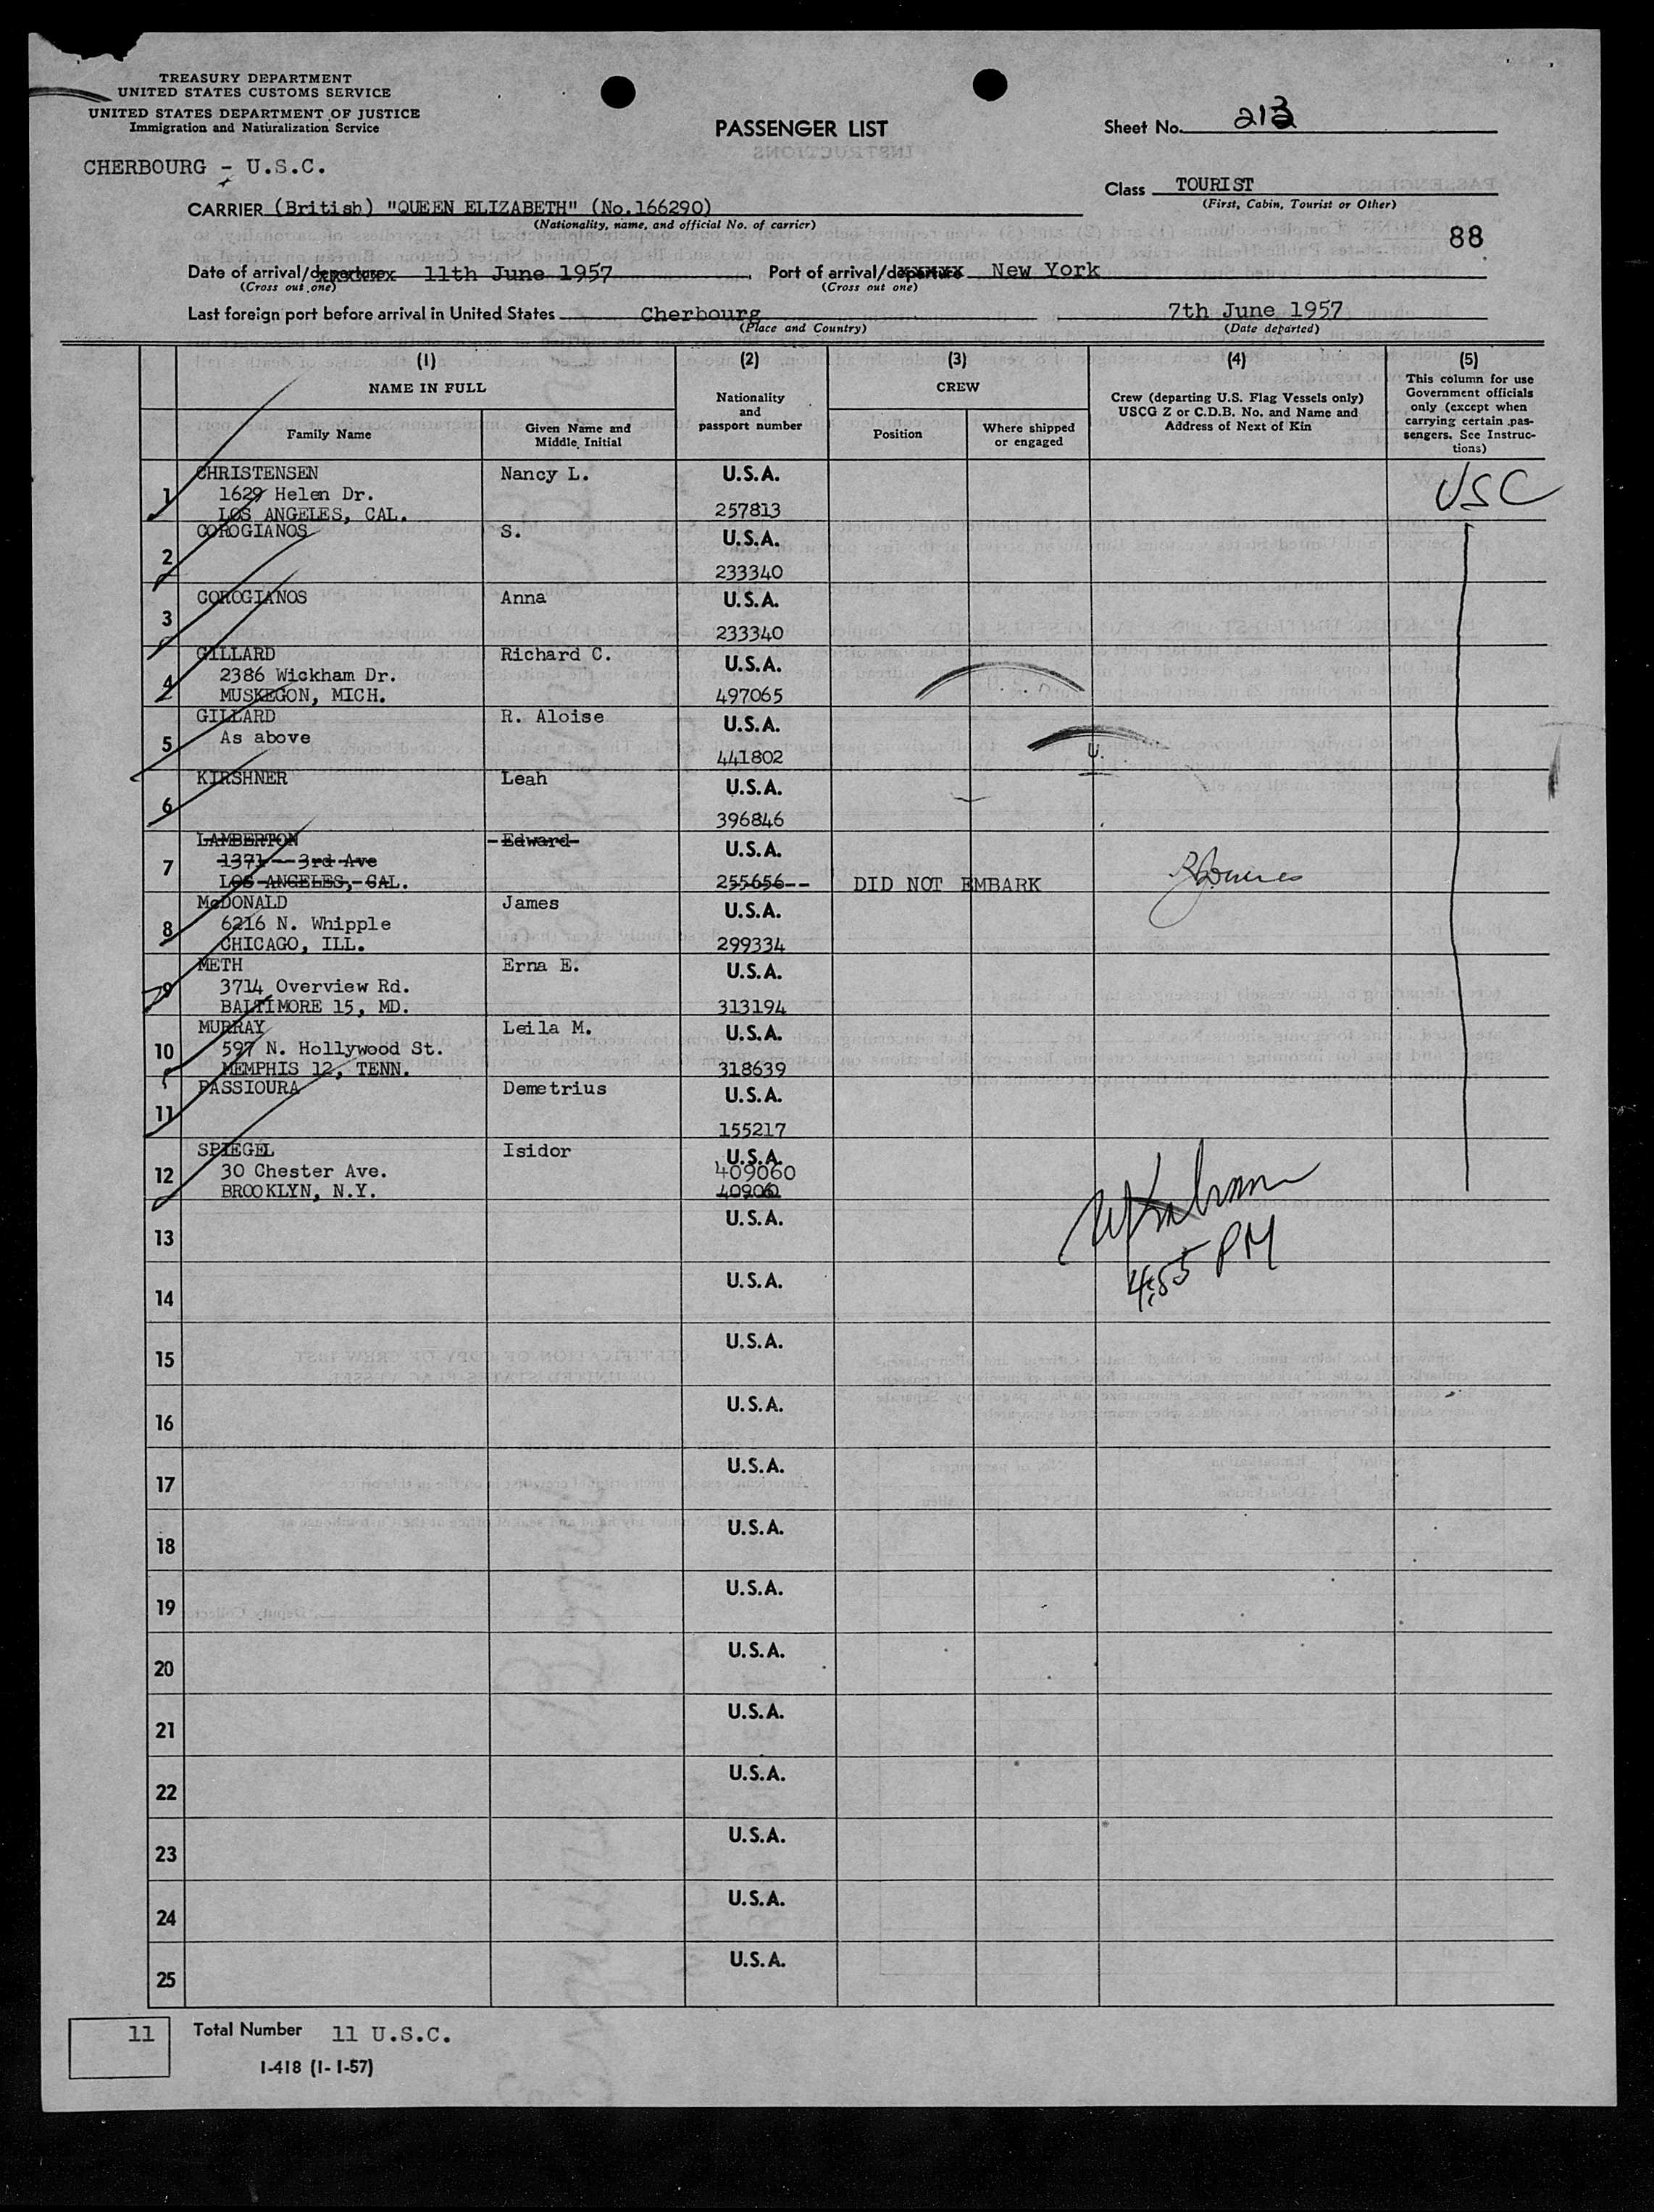 TREASURY DEPARTMENT
UNITED STATES CUSTOMS SERVICE
UNITED STATES DEPARTMENT OF JUSTICE
Immigration and Naturalization Service
PASSENGER LIST
Sheet No. 213
CHERBOURG - U.S.C.
Class TOURIST
(First, Cabin, Tourist or Other)
CARRIER (British) "QUEEN ELIZABETH" (No.166290)
(Nationality, name, and official No. of carrier)
88
Date of arrival/departure 11th June 1957 Port of arrival/departure New York
(Cross out one) (Cross out one)
Last foreign port before arrival in United States Cherbourg 7th June 1957
(Place and Country) (Date departed)
(1) (2) (3) (4) (5)
NAME IN FULL
Nationality and passport number
CREW
Crew (departing U.S. Flag Vessels only)
USCG Z or C.D.B. No. and Name and
Address of Next of Kin
This column for use
Government officials
only (except when
carrying certain pas-
sengers. See Instruc-
tions)
Family Name
Given Name and
Middle Initial
Position
Where shipped
or engaged
1 CHRISTENSEN Nancy L. U.S.A. USC
1629 Helen Dr.
LOS ANGELES, CAL. 257813
2 COROGIANOS S. U.S.A.
233340
3 COROGIANOS Anna U.S.A.
233340
4 GILLARD Richard C. U.S.A.
2386 Wickham Dr.
MUSKEGON, MICH. 497065
5 GILLARD R. Aloise U.S.A.
As above
441802
6 KIRSHNER Leah U.S.A.
396846
7 LAMBERTON Edward U.S.A.
1371 - 3rd Ave
LOS ANGELES, CAL. 255656-- DID NOT EMBARK
8 McDONALD James U.S.A.
6216 N. Whipple
CHICAGO, ILL. 299334
9 METH Erna E. U.S.A.
3714 Overview Rd.
BALTIMORE 15, MD. 313194
10 MURRAY Leila M. U.S.A.
597 N. Hollywood St.
MEMPHIS 12, TENN. 318639
11 PASSIOURA Demetrius U.S.A.
155217
12 SPIEGEL Isidor U.S.A.
30 Chester Ave. 409060
BROOKLYN, N.Y.
13 U.S.A.
4:55 PM
14 U.S.A.
15 U.S.A.
16 U.S.A.
17 U.S.A.
18 U.S.A.
19 U.S.A.
20 U.S.A.
21 U.S.A.
22 U.S.A.
23 U.S.A.
24 U.S.A.
25 U.S.A.
11 Total Number 11 U.S.C.
I-418 (1-1-57)